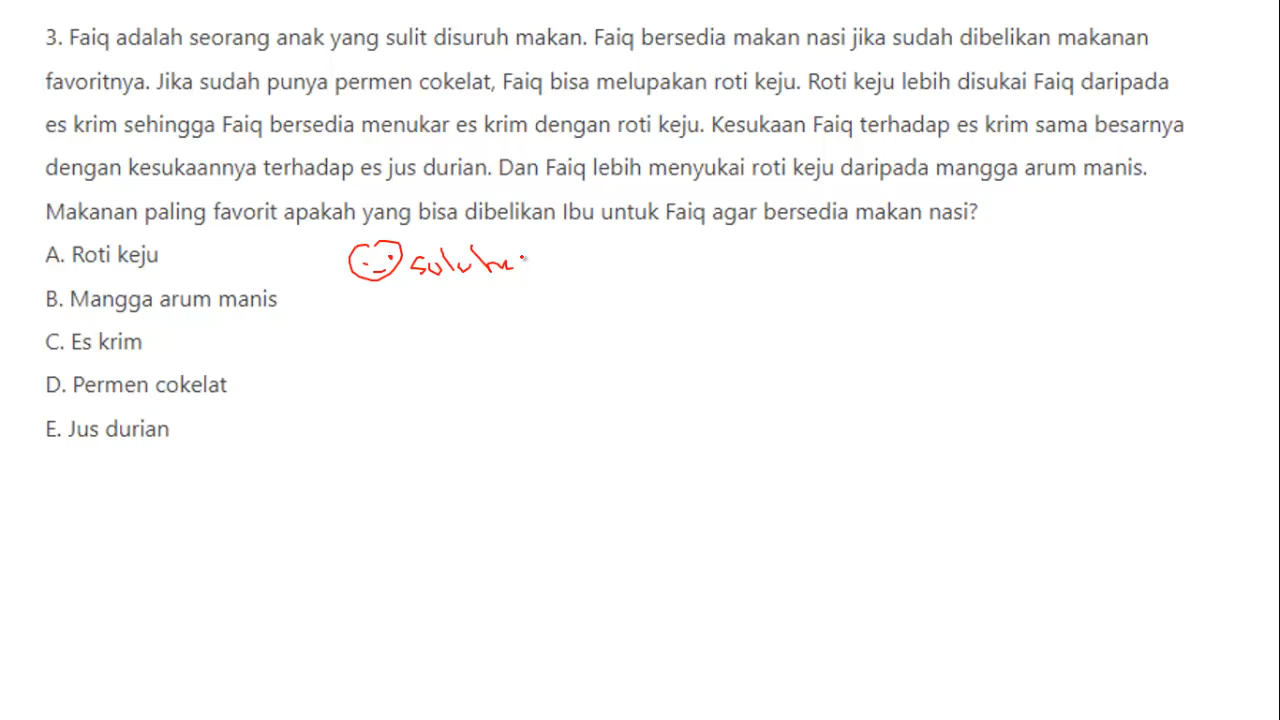 3. Faiq adalah seorang anak yang sulit disuruh makan. Faiq bersedia makan nasi jika sudah dibelikan makanan
favoritnya. Jika sudah punya permen cokelat, Faiq bisa melupakan roti keju. Roti keju lebih disukai Faiq daripada
es krim sehingga Faiq bersedia menukar es krim dengan roti keju. Kesukaan Faiq terhadap es krim sama besarnya
dengan kesukaannya terhadap es jus durian. Dan Faiq lebih menyukai roti keju daripada mangga arum manis.
Makanan paling favorit apakah yang bisa dibelikan Ibu untuk Faiq agar bersedia makan nasi?
A. Roti keju
B. Mangga arum manis
C. Es krim
D. Permen cokelat
E. Jus durian